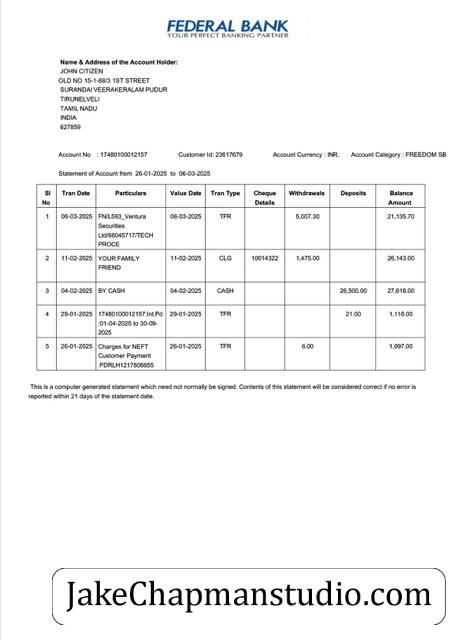 FEDERAL BANK
YOUR PERFECT BANKING PARTNER
Name & Address of the Account Holder:
JOHN CITIZEN
OLD NO 15-1-88/3 1ST STREET
SURANDAI VEERAKERALAM PUDUR
TIRUNELVELI
TAMIL NADU
INDIA
627859
Account No : 17480100012157 Customer Id: 23617679 Account Currency : INR. Account Category : FREEDOM SB
Statement of Account from 26-01-2025 to 06-03-2025
Sl No Tran Date Particulars Value Date Tran Type Cheque Details Withdrawals Deposits Balance Amount
1 06-03-2025 FN/L593_Ventura Securities Ltd/66045717/TECH PROCE 06-03-2025 TFR 5,007.30 21,135.70
2 11-02-2025 YOUR FAMILY FRIEND 11-02-2025 CLG 10014322 1,475.00 26,143.00
3 04-02-2025 BY CASH 04-02-2025 CASH 26,500.00 27,618.00
4 29-01-2025 17480100012157:Int.Pd :01-04-2025 to 30-09-2025 29-01-2025 TFR 21.00 1,118.00
5 26-01-2025 Charges for NEFT Customer Payment :FDRLH1217806655 26-01-2025 TFR 6.00 1,097.00
This is a computer generated statement which need not normally be signed. Contents of this statement will be considered correct if no error is
reported within 21 days of the statement date.
JakeChapmanstudio.com